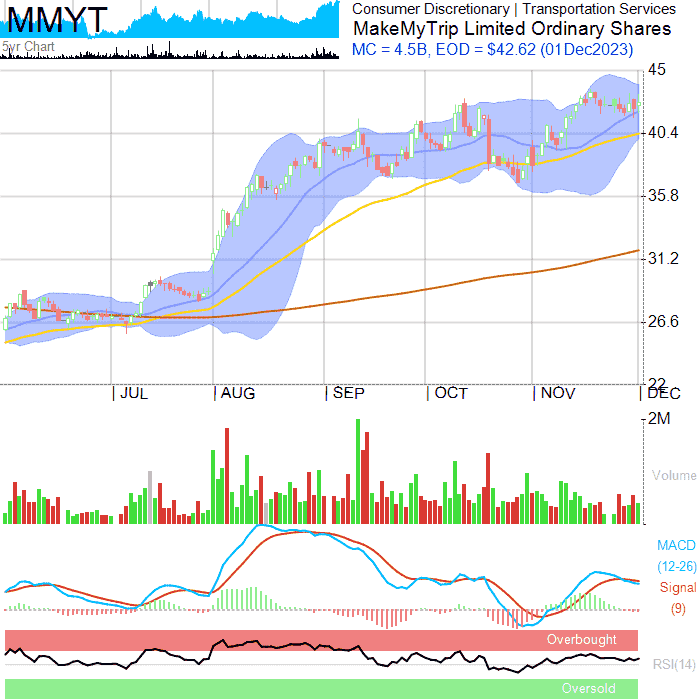 MMYT
5yr Chart
Consumer Discretionary | Transportation Services
MakeMyTrip Limited Ordinary Shares
MC = 4.5B, EOD = $42.62 (01Dec2023)
45
40.4
35.8
31.2
26.6
22
JUL AUG SEP OCT NOV DEC
2M
Volume
MACD
(12-26)
Signal
(9)
Overbought
RSI(14)
Oversold